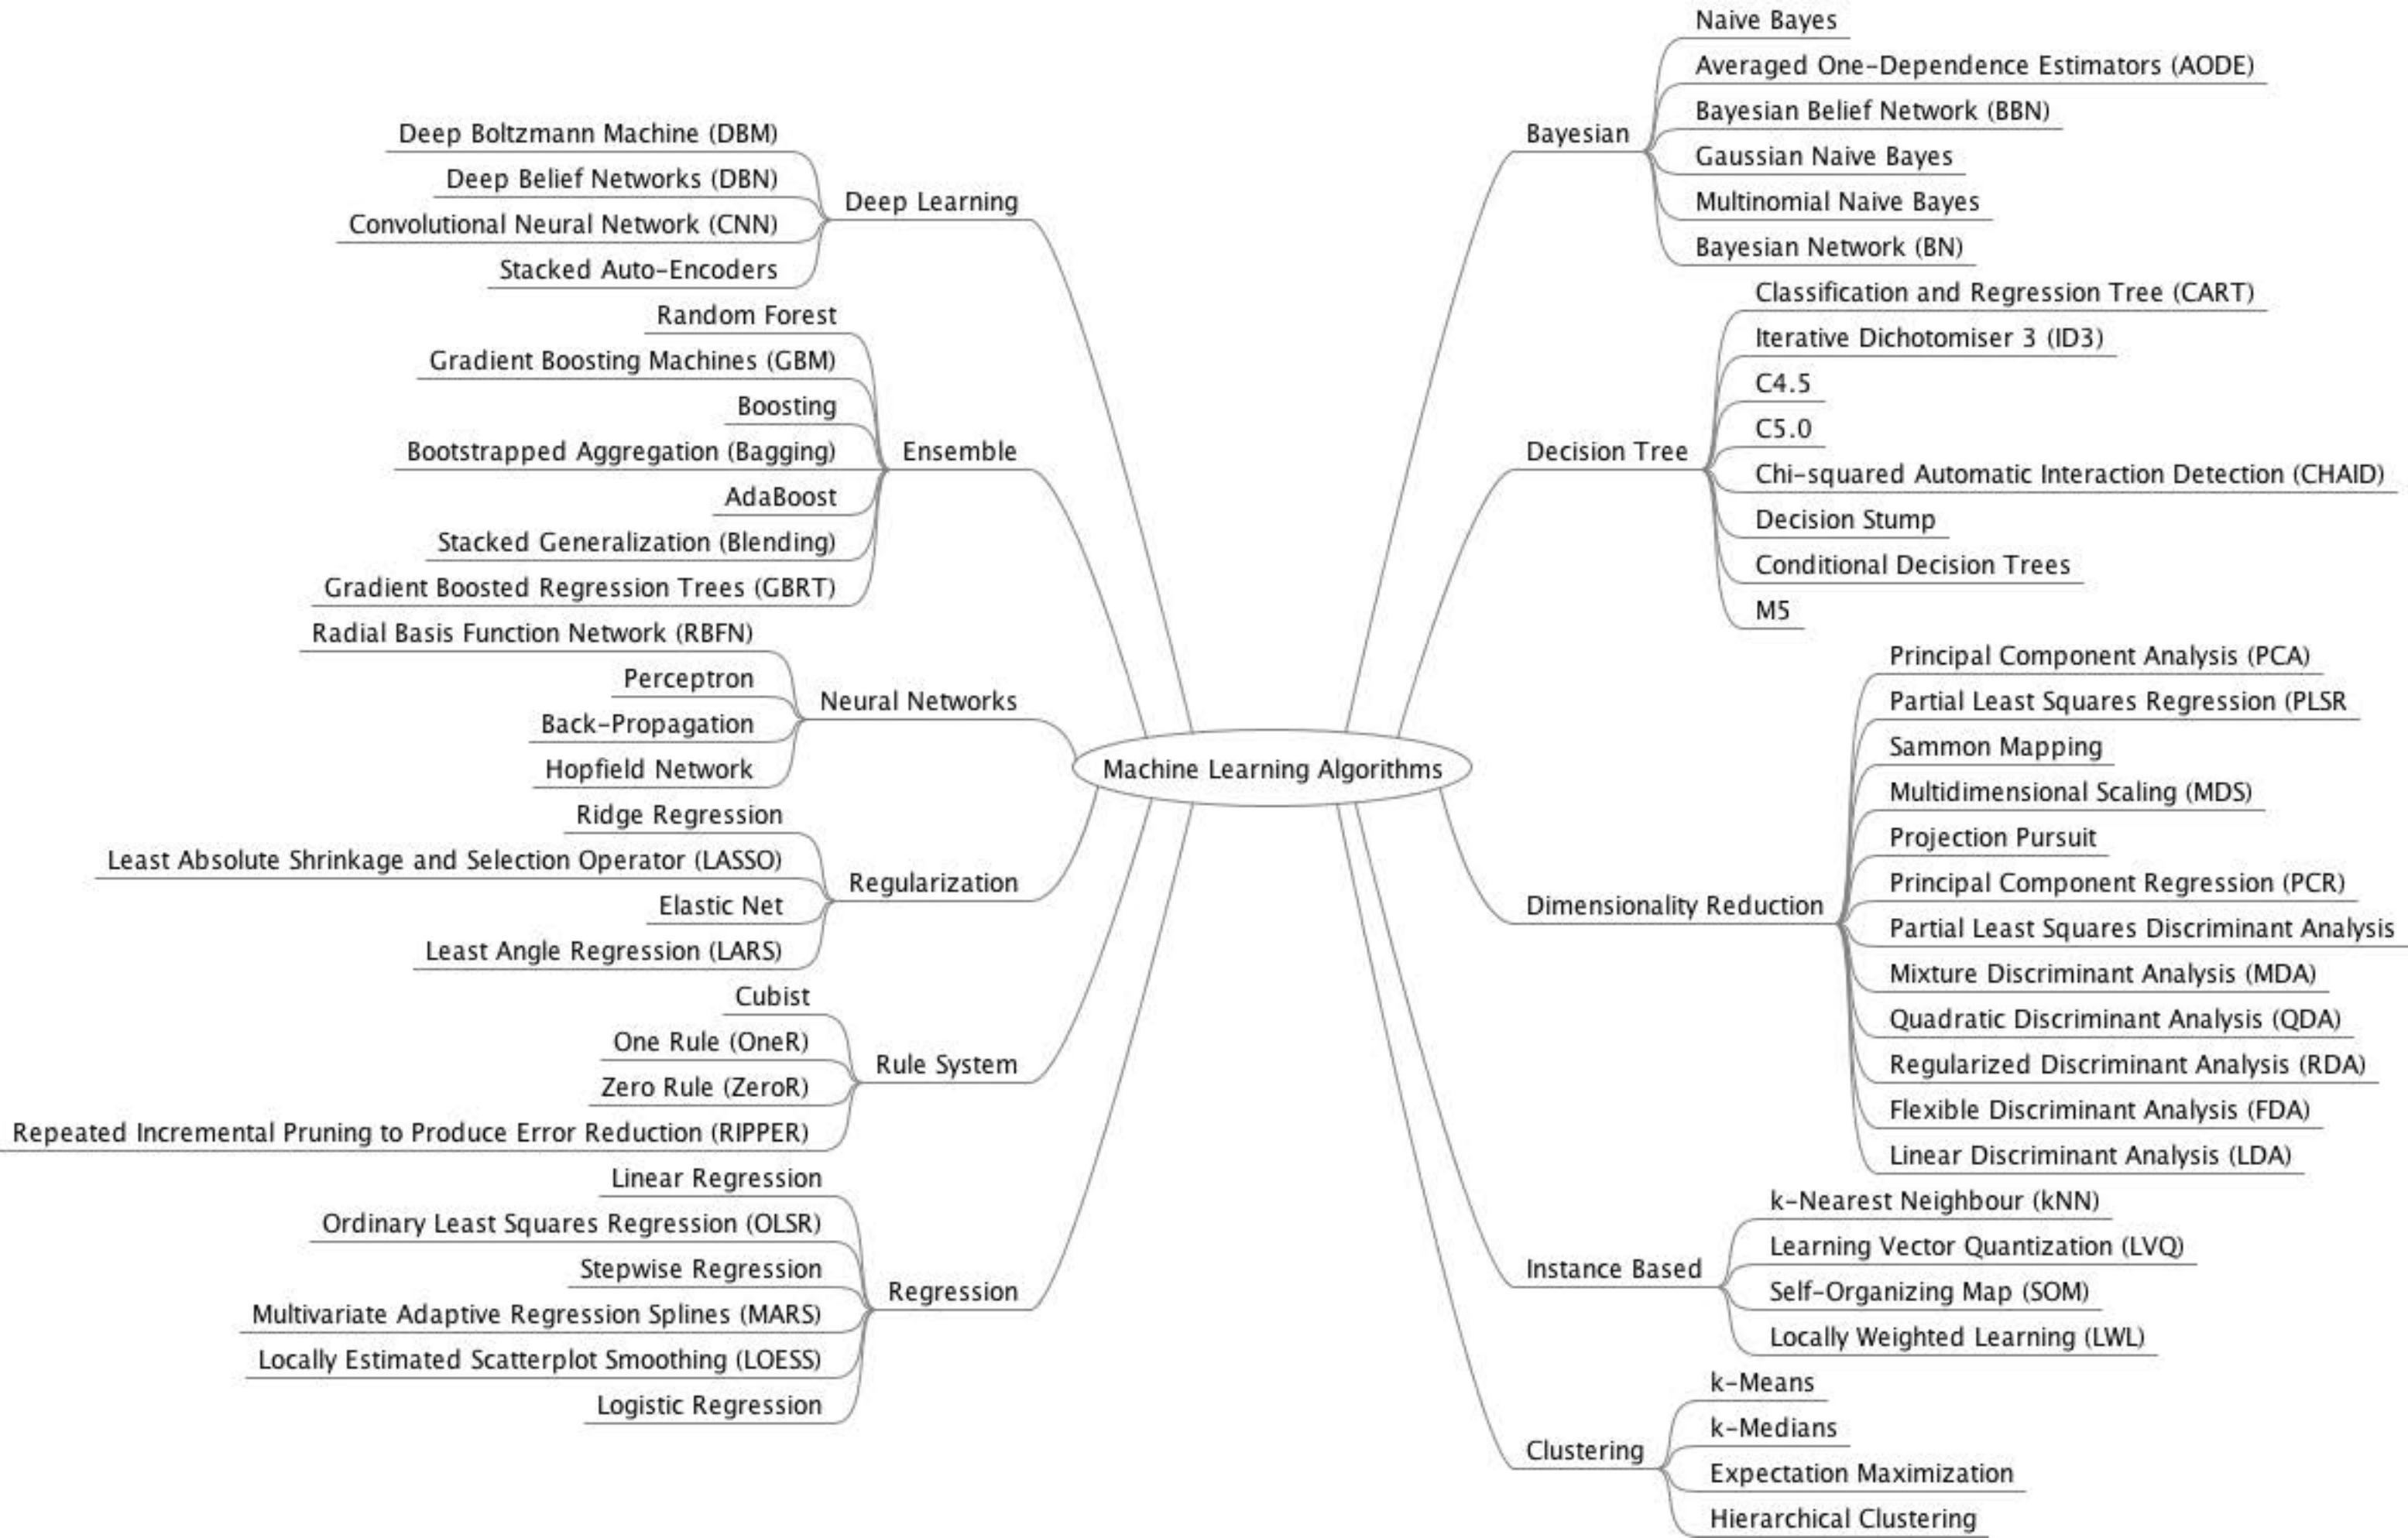 Machine Learning Algorithms
Deep Learning
Deep Boltzmann Machine (DBM)
Deep Belief Networks (DBN)
Convolutional Neural Network (CNN)
Stacked Auto-Encoders
Ensemble
Random Forest
Gradient Boosting Machines (GBM)
Boosting
Bootstrapped Aggregation (Bagging)
AdaBoost
Stacked Generalization (Blending)
Gradient Boosted Regression Trees (GBRT)
Neural Networks
Radial Basis Function Network (RBFN)
Perceptron
Back-Propagation
Hopfield Network
Regularization
Ridge Regression
Least Absolute Shrinkage and Selection Operator (LASSO)
Elastic Net
Least Angle Regression (LARS)
Rule System
Cubist
One Rule (OneR)
Zero Rule (ZeroR)
Repeated Incremental Pruning to Produce Error Reduction (RIPPER)
Regression
Linear Regression
Ordinary Least Squares Regression (OLSR)
Stepwise Regression
Multivariate Adaptive Regression Splines (MARS)
Locally Estimated Scatterplot Smoothing (LOESS)
Logistic Regression
Bayesian
Naive Bayes
Averaged One-Dependence Estimators (AODE)
Bayesian Belief Network (BBN)
Gaussian Naive Bayes
Multinomial Naive Bayes
Bayesian Network (BN)
Decision Tree
Classification and Regression Tree (CART)
Iterative Dichotomiser 3 (ID3)
C4.5
C5.0
Chi-squared Automatic Interaction Detection (CHAID)
Decision Stump
Conditional Decision Trees
M5
Dimensionality Reduction
Principal Component Analysis (PCA)
Partial Least Squares Regression (PLSR
Sammon Mapping
Multidimensional Scaling (MDS)
Projection Pursuit
Principal Component Regression (PCR)
Partial Least Squares Discriminant Analysis
Mixture Discriminant Analysis (MDA)
Quadratic Discriminant Analysis (QDA)
Regularized Discriminant Analysis (RDA)
Flexible Discriminant Analysis (FDA)
Linear Discriminant Analysis (LDA)
Instance Based
k-Nearest Neighbour (kNN)
Learning Vector Quantization (LVQ)
Self-Organizing Map (SOM)
Locally Weighted Learning (LWL)
Clustering
k-Means
k-Medians
Expectation Maximization
Hierarchical Clustering